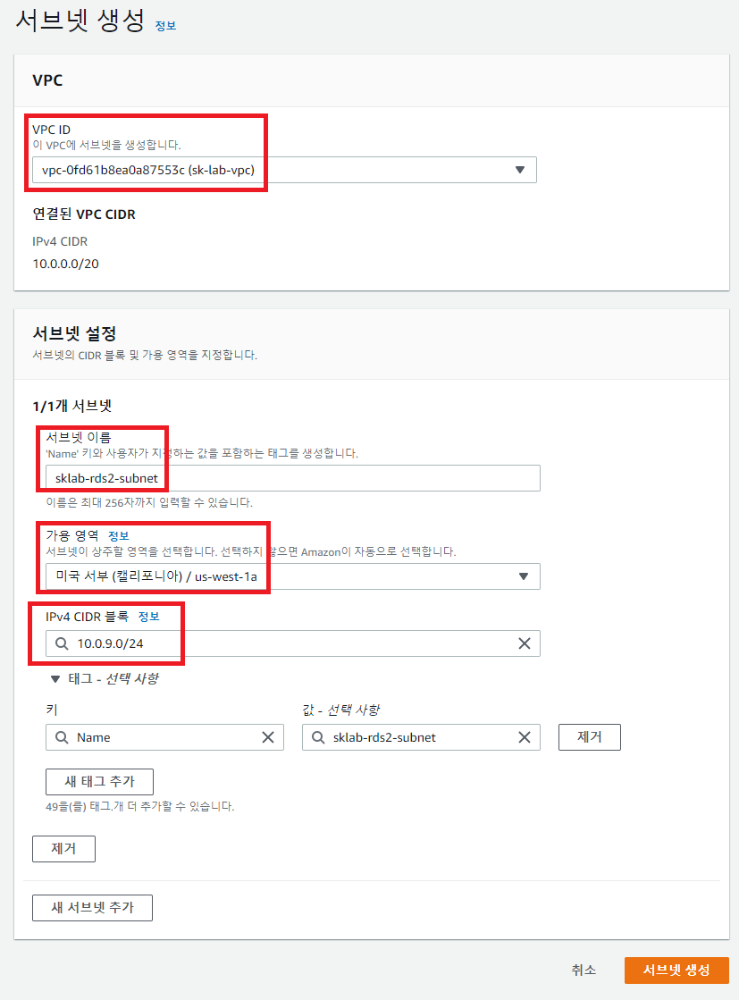 서브넷 생성 정보
VPC
VPC ID
이 VPC에 서브넷을 생성합니다.
vpc-0fd61b8ea0a87553c (sk-lab-vpc)
연결된 VPC CIDR
IPv4 CIDR
10.0.0.0/20
서브넷 설정
서브넷의 CIDR 블록 및 가용 영역을 지정합니다.
1/1개 서브넷
서브넷 이름
'Name' 키와 사용자가 지정하는 값을 포함하는 태그를 생성합니다.
sklab-rds2-subnet
이름은 최대 256자까지 입력할 수 있습니다.
가용 영역 정보
서브넷이 상주할 영역을 선택합니다. 선택하지 않으면 Amazon이 자동으로 선택합니다.
미국 서부 (캘리포니아) / us-west-1a
IPv4 CIDR 블록 정보
10.0.9.0/24
태그 - 선택 사항
키 값 - 선택 사항
Name sklab-rds2-subnet 제거
새 태그 추가
49을(를) 태그.개 더 추가할 수 있습니다.
제거
새 서브넷 추가
취소 서브넷 생성